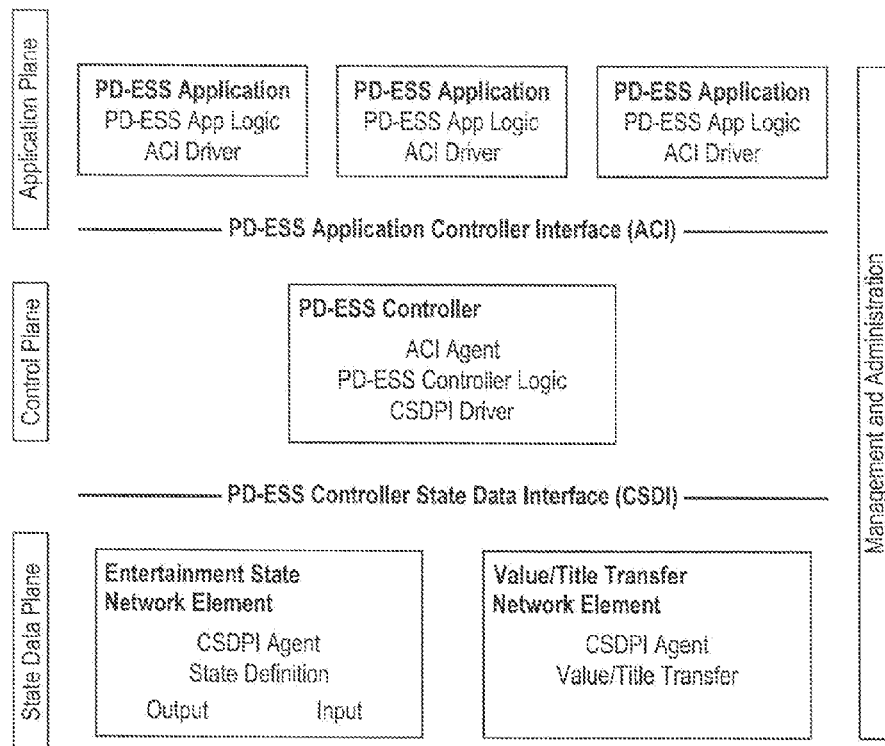 Application Plane
PD-ESS Application
PD-ESS App Logic
ACI Driver
PD-ESS Application
PD-ESS App Logic
ACI Driver
PD-ESS Application
PD-ESS App Logic
ACI Driver
PD-ESS Application Controller Interface (ACI)
Control Plane
PD-ESS Controller
ACI Agent
PD-ESS Controller Logic
CSDPI Driver
PD-ESS Controller State Data Interface (CSDI)
State Data Plane
Entertainment State
Network Element
CSDPI Agent
State Definition
Output Input
Value/Title Transfer
Network Element
CSDPI Agent
Value/Title Transfer
Management and Administration